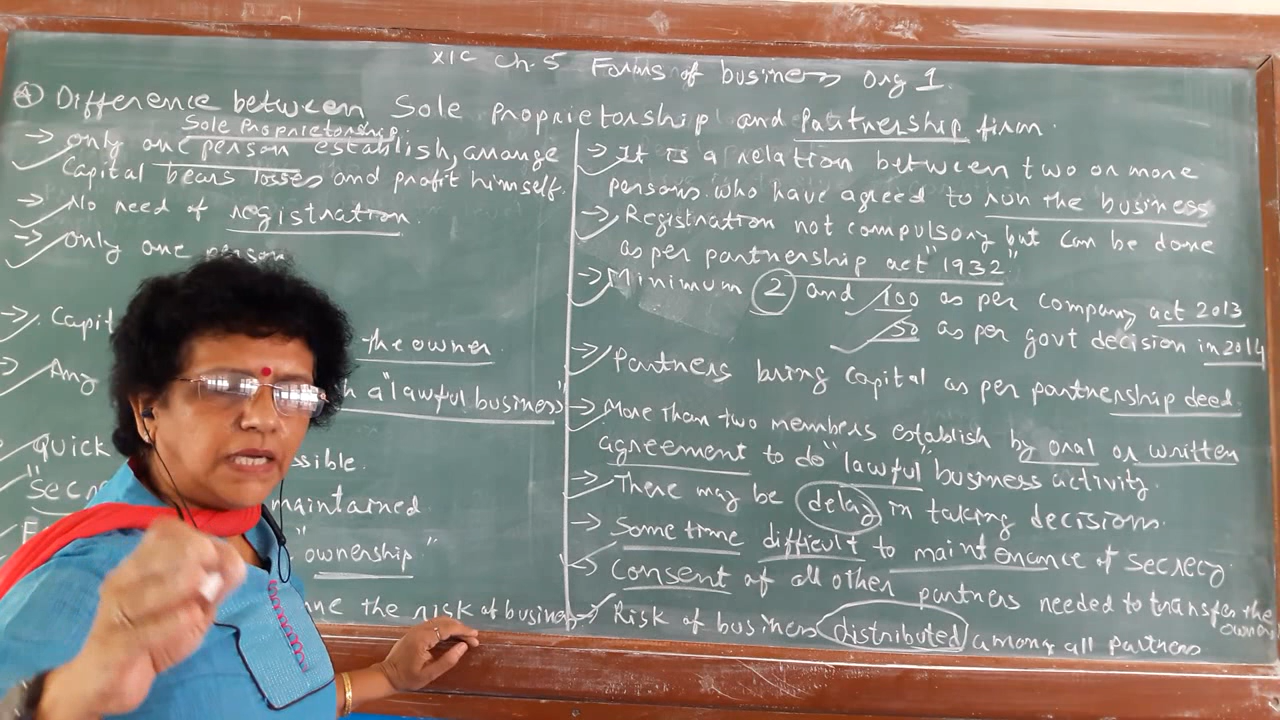 XIC Ch. 5 Forms of business org 1.
(A) Difference between Sole Proprietorship and Partnership firm.
Sole Proprietorship
→ only one person establish, arrange
Capital bears losses and profit himself.
→ No need of registration.
→ only one person
→ Capit
the owner
→ Any
a "lawful business"
Quick
ssible.
"Secre
maintained
"ownership"
the risk of business
→ It is a relation between two or more
persons who have agreed to run the business
→ Registration not compulsory but can be done
as per partnership act "1932"
→ Minimum 2 and 100 as per company act 2013
50 as per govt decision in 2014
→ Partners bring capital as per partnership deed.
→ More than two members establish by oral or written
agreement to do "lawful" business activity.
→ There may be delay in taking decisions.
→ Some time difficult to maintenance of secrecy.
→ Consent of all other partners needed to transfer the
owner
→ Risk of business distributed among all partners